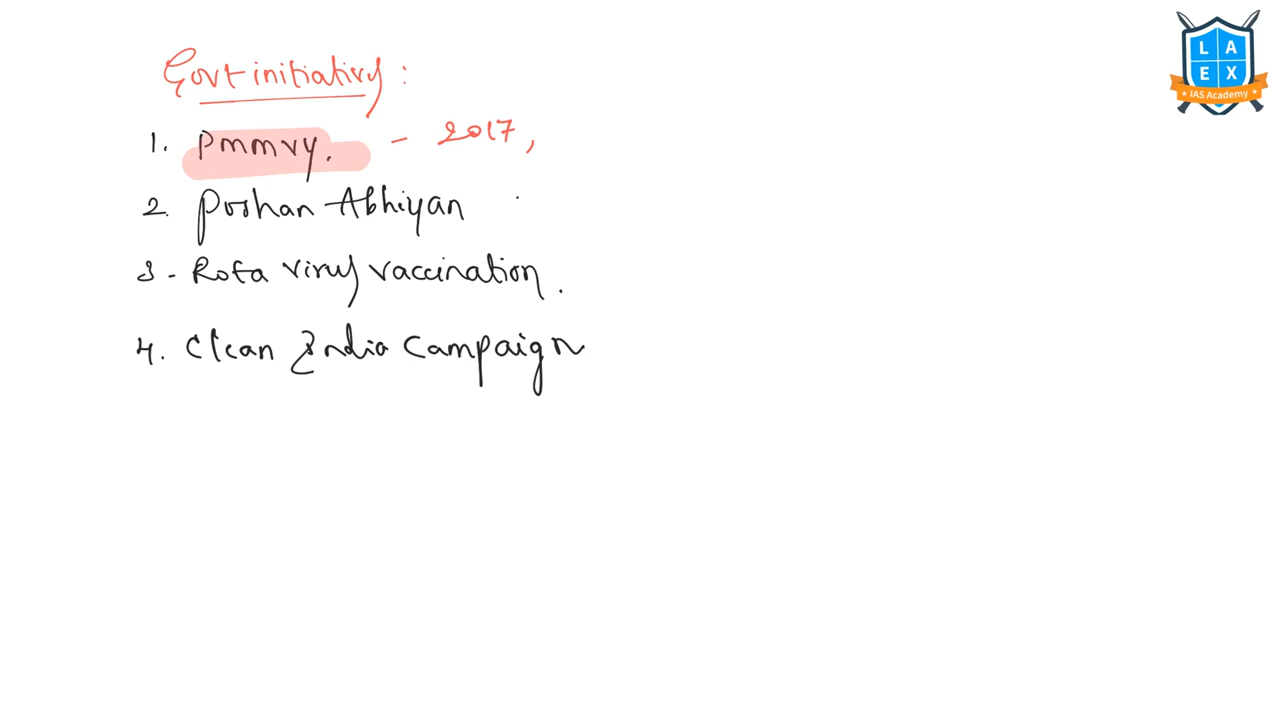 Govt initiatives :
1. PMMVY. - 2017,
2. Poshan Abhiyan
3 - Rota virus vaccination.
4. Clean India Campaign
L A
E X
IAS Academy